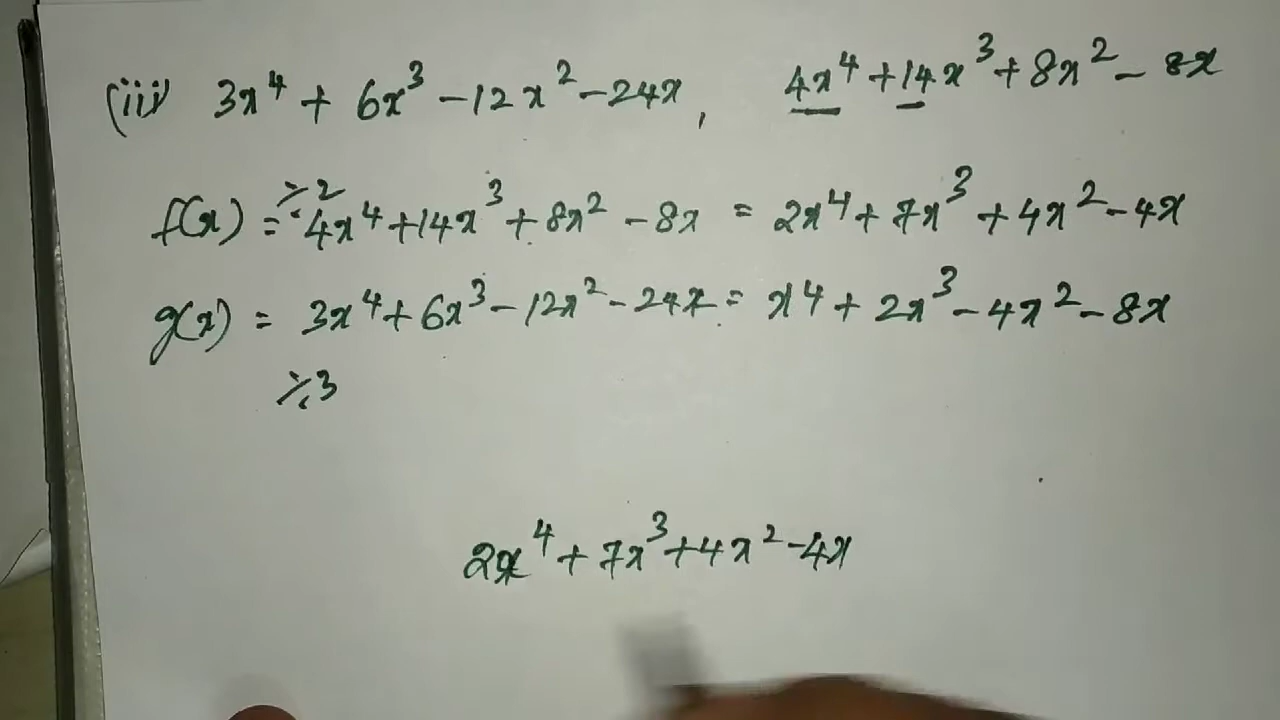 (iii) 3x⁴ + 6x³ - 12x² - 24x, 4x⁴ + 14x³ + 8x² - 8x
÷2
f(x) = 4x⁴ + 14x³ + 8x² - 8x = 2x⁴ + 7x³ + 4x² - 4x
g(x) = 3x⁴ + 6x³ - 12x² - 24x = x⁴ + 2x³ - 4x² - 8x
÷3
2x⁴ + 7x³ + 4x² - 4x